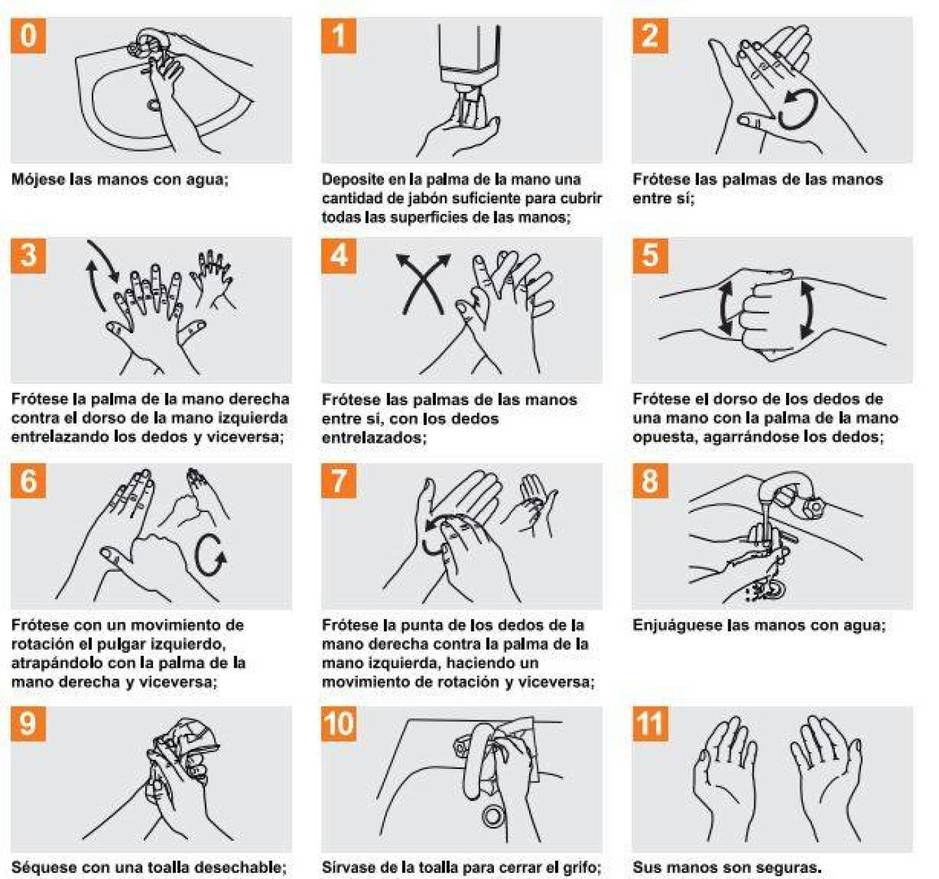 0
Mójese las manos con agua;
1
Deposite en la palma de la mano una
cantidad de jabón suficiente para cubrir
todas las superficies de las manos;
2
Frótese las palmas de las manos
entre sí;
3
Frótese la palma de la mano derecha
contra el dorso de la mano izquierda
entrelazando los dedos y viceversa;
4
Frótese las palmas de las manos
entre sí, con los dedos
entrelazados;
5
Frótese el dorso de los dedos de
una mano con la palma de la mano
opuesta, agarrándose los dedos;
6
Frótese con un movimiento de
rotación el pulgar izquierdo,
atrapándolo con la palma de la
mano derecha y viceversa;
7
Frótese la punta de los dedos de la
mano derecha contra la palma de la
mano izquierda, haciendo un
movimiento de rotación y viceversa;
8
Enjuáguese las manos con agua;
9
Séquese con una toalla desechable;
10
Sírvase de la toalla para cerrar el grifo;
11
Sus manos son seguras.